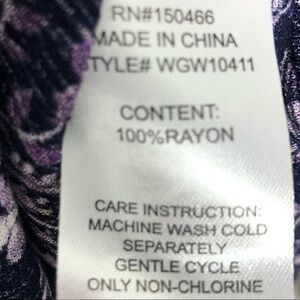 RN#150466
MADE IN CHINA
STYLE# WGW10411
CONTENT:
100%RAYON
CARE INSTRUCTION:
MACHINE WASH COLD
SEPARATELY
GENTLE CYCLE
ONLY NON-CHLORINE